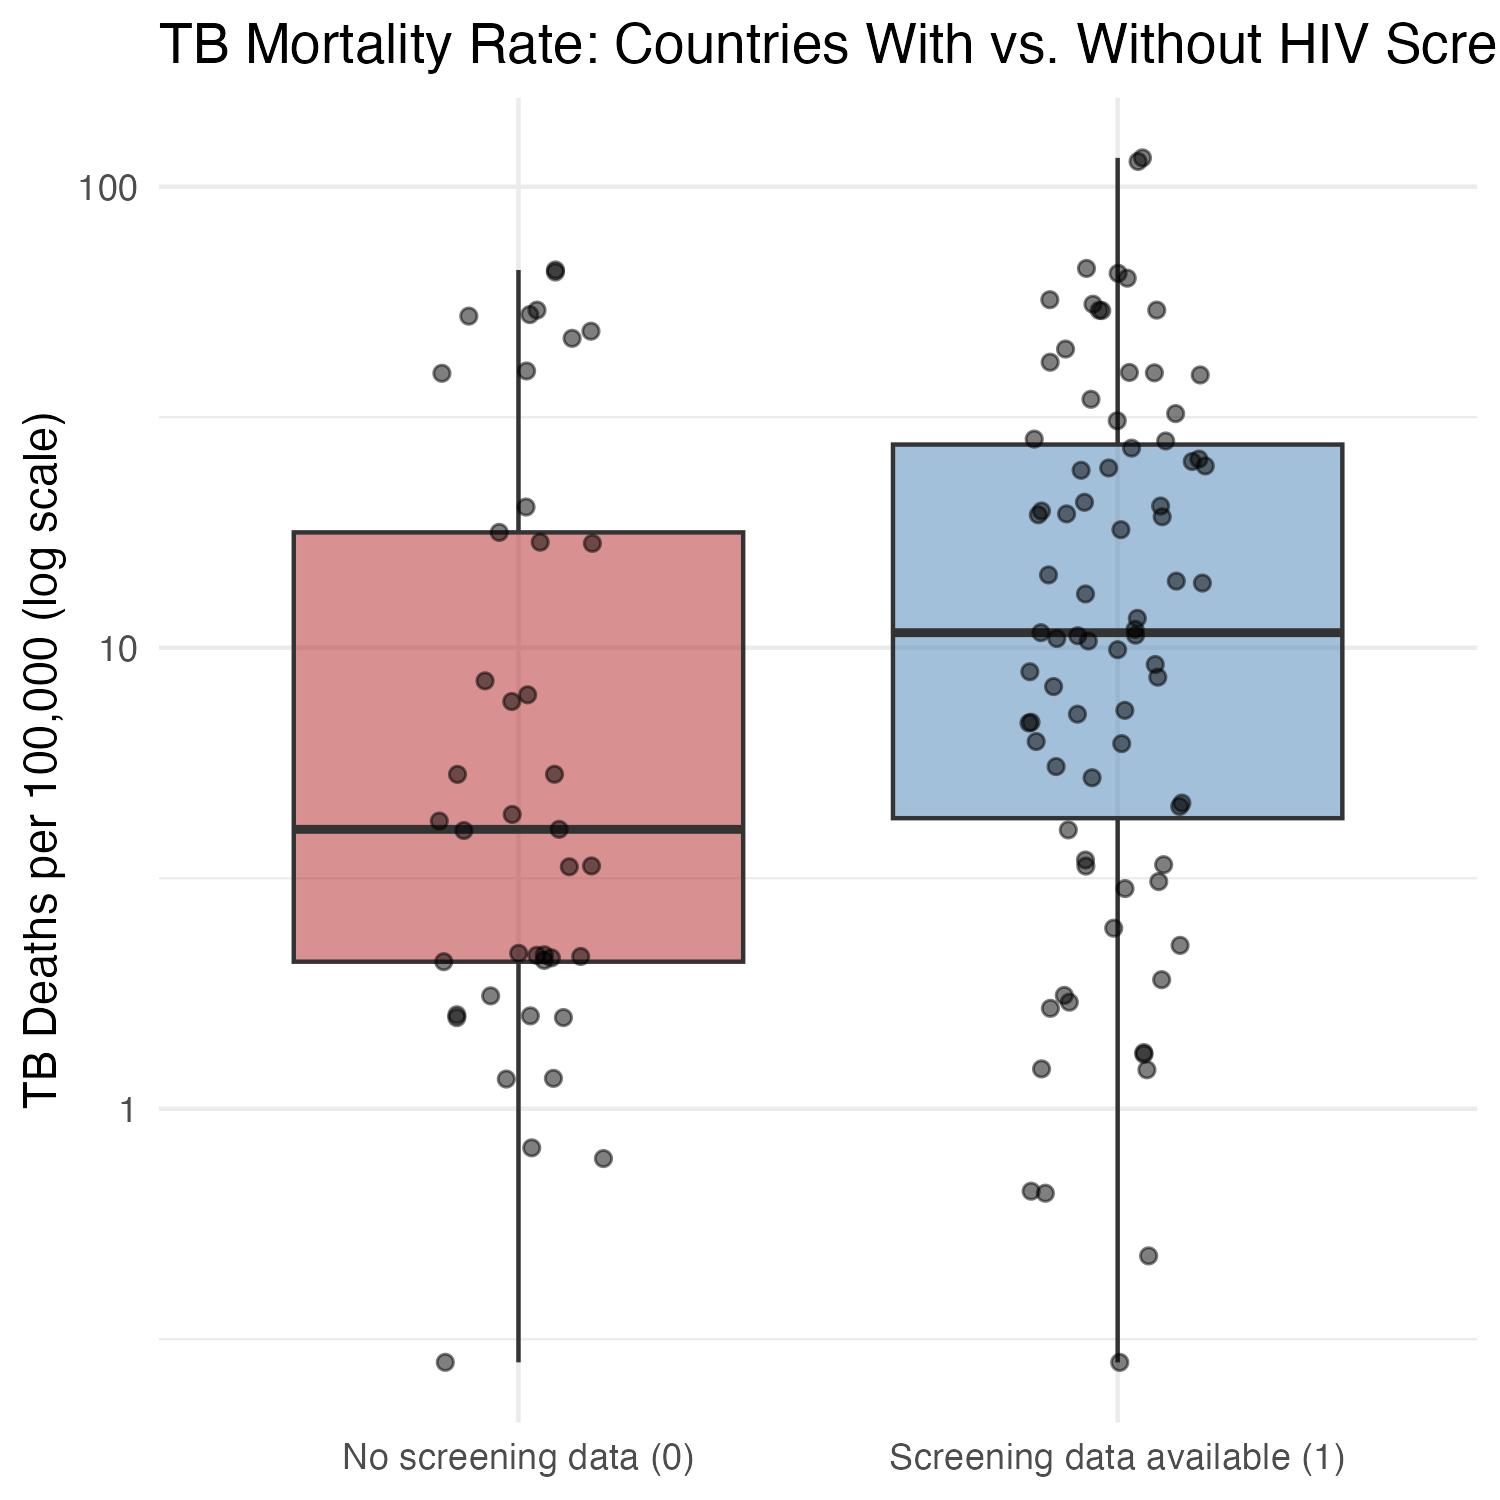 TB Mortality Rate: Countries With vs. Without HIV Scre
TB Deaths per 100,000 (log scale)
100
10
1
No screening data (0)
Screening data available (1)